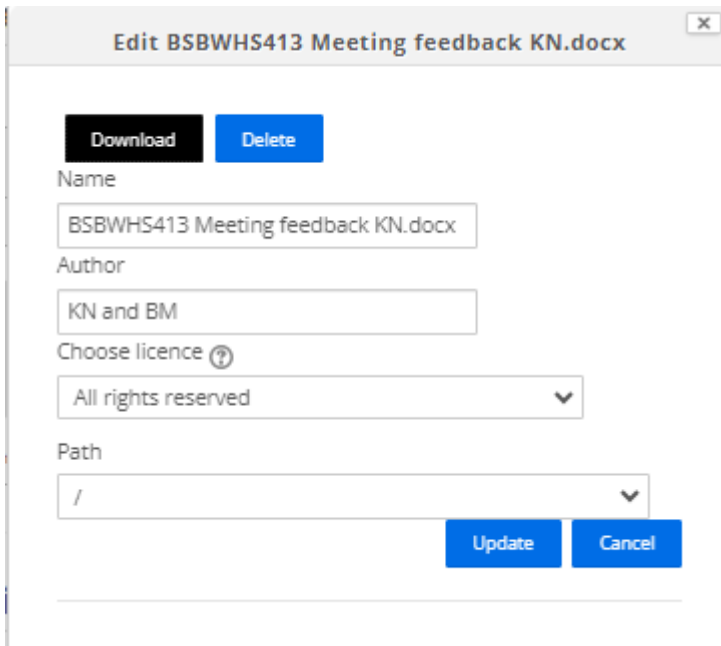 Edit BSBWHS413 Meeting feedback KN.docx
Download Delete
Name
BSBWHS413 Meeting feedback KN.docx
Author
KN and BM
Choose licence
All rights reserved
Path
/
Update Cancel